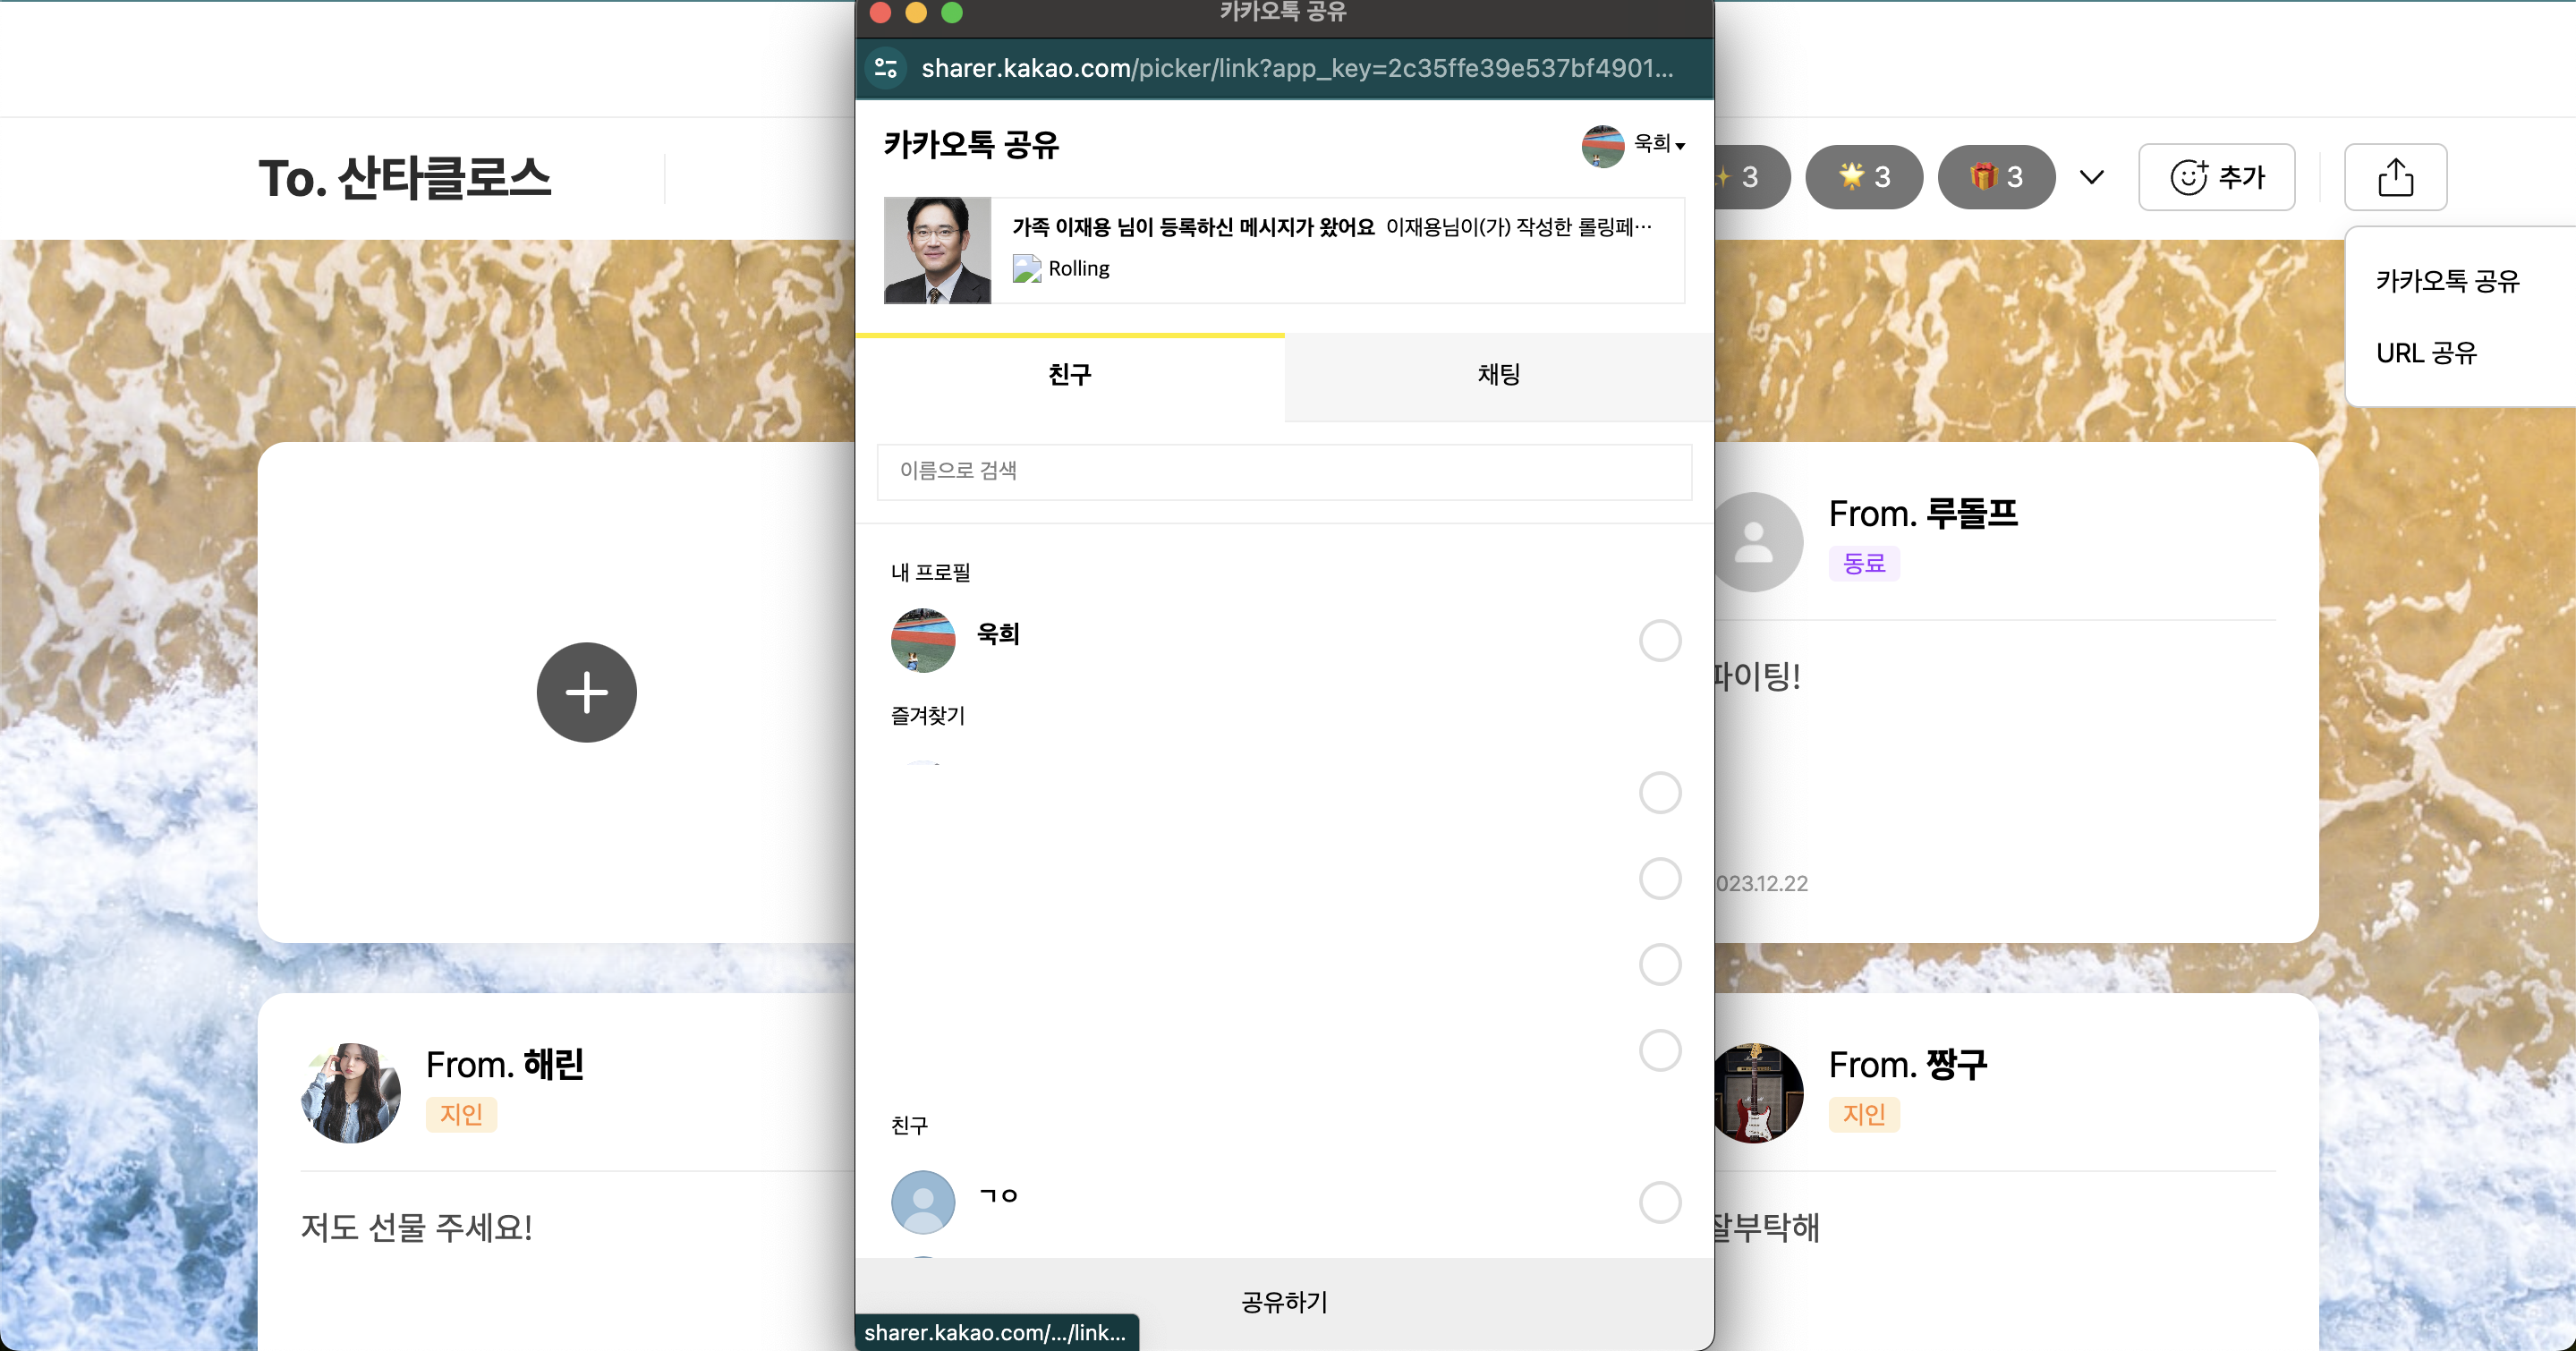 카카오톡 공유
sharer.kakao.com/picker/link?app_key=2c35ffe39e537bf4901...
카카오톡 공유
욱희
가족 이재용 님이 등록하신 메시지가 왔어요 이재용님이(가) 작성한 롤링페…
Rolling
친구
채팅
이름으로 검색
내 프로필
욱희
즐겨찾기
친구
ㄱㅇ
공유하기
sharer.kakao.com/.../link...
To. 산타클로스
3
3
3
추가
카카오톡 공유
URL 공유
From. 루돌프
동료
파이팅!
023.12.22
From. 해린
지인
저도 선물 주세요!
From. 짱구
지인
잘부탁해